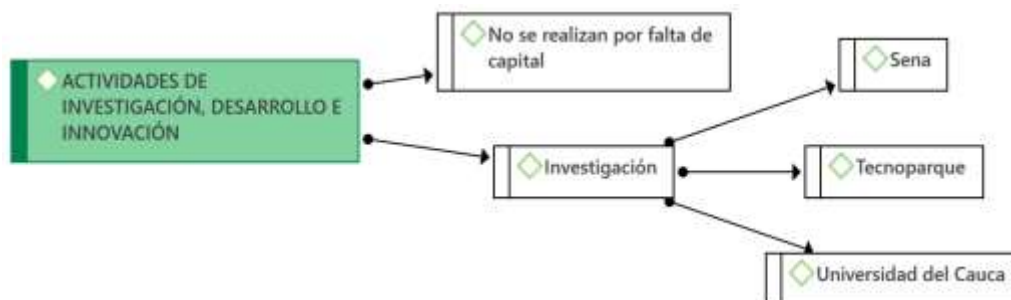 ACTIVIDADES DE
INVESTIGACIÓN, DESARROLLO E
INNOVACIÓN
No se realizan por falta de
capital
Investigación
Sena
Tecnoparque
Universidad del Cauca